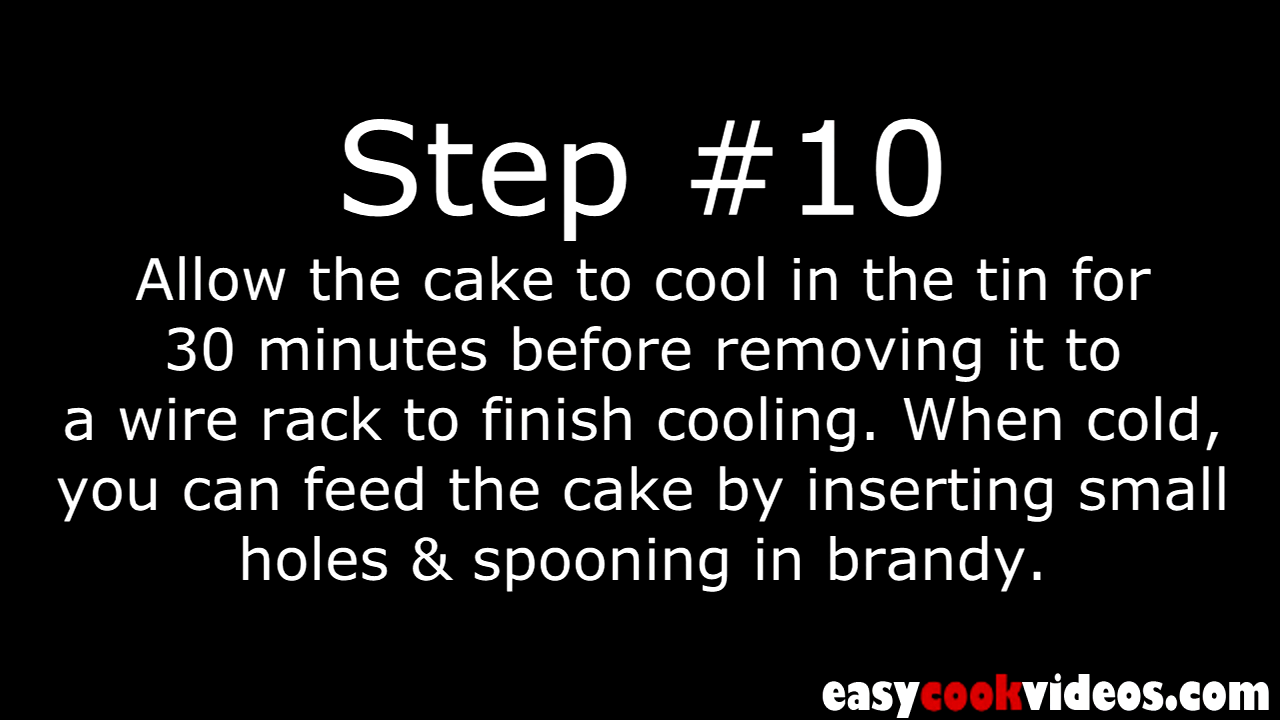 Step #10
Allow the cake to cool in the tin for
30 minutes before removing it to
a wire rack to finish cooling. When cold,
you can feed the cake by inserting small
holes & spooning in brandy.
easycookvideos.com